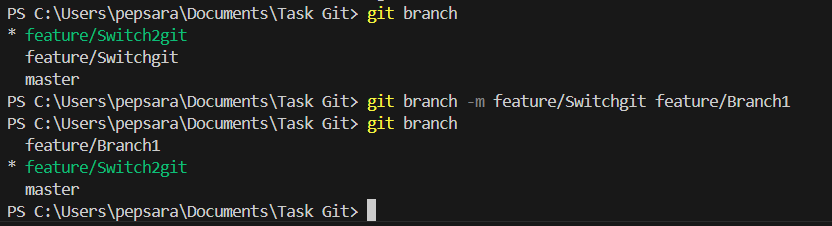 PS C:\Users\pepsara\Documents\Task Git> git branch
* feature/Switch2git
  feature/Switchgit
  master
PS C:\Users\pepsara\Documents\Task Git> git branch -m feature/Switchgit feature/Branch1
PS C:\Users\pepsara\Documents\Task Git> git branch
  feature/Branch1
* feature/Switch2git
  master
PS C:\Users\pepsara\Documents\Task Git>